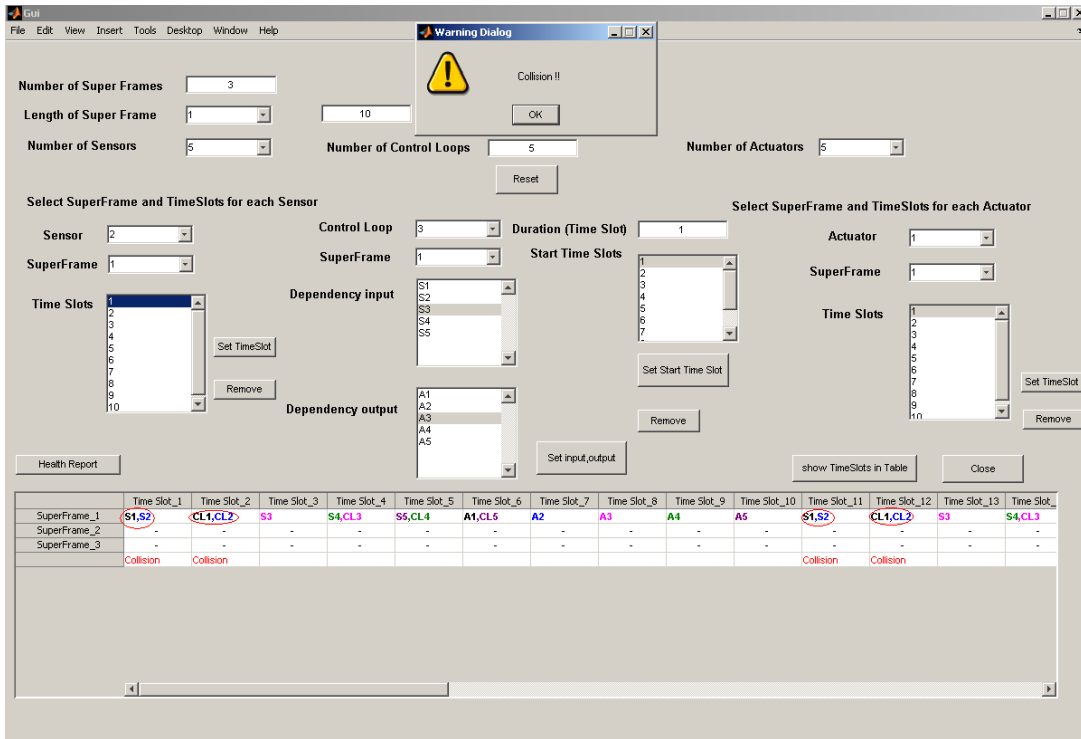 Gui
File Edit View Insert Tools Desktop Window Help
Warning Dialog
Collision !!
OK
Number of Super Frames 3
Length of Super Frame 1 10
Number of Sensors 5
Number of Control Loops 5
Number of Actuators 5
Reset
Select SuperFrame and TimeSlots for each Sensor
Sensor 2
SuperFrame 1
Time Slots
1
2
3
4
5
6
7
8
9
10
Set TimeSlot
Remove
Control Loop 3
SuperFrame 1
Dependency input
S1
S2
S3
S4
S5
Dependency output
A1
A2
A3
A4
A5
Duration (Time Slot) 1
Start Time Slots
1
2
3
4
5
6
7
Set Start Time Slot
Remove
Set input,output
Select SuperFrame and TimeSlots for each Actuator
Actuator 1
SuperFrame 1
Time Slots
1
2
3
4
5
6
7
8
9
10
Set TimeSlot
Remove
Health Report
show TimeSlots in Table
Close
Time Slot_1 Time Slot_2 Time Slot_3 Time Slot_4 Time Slot_5 Time Slot_6 Time Slot_7 Time Slot_8 Time Slot_9 Time Slot_10 Time Slot_11 Time Slot_12 Time Slot_13 Time Slot_
SuperFrame_1 S1,S2 CL1,CL2 S3 S4,CL3 S5,CL4 A1,CL5 A2 A3 A4 A5 S1,S2 CL1,CL2 S3 S4,CL3
SuperFrame_2 - - - - - - - - - - - - - -
SuperFrame_3 - - - - - - - - - - - - - -
Collision Collision Collision Collision